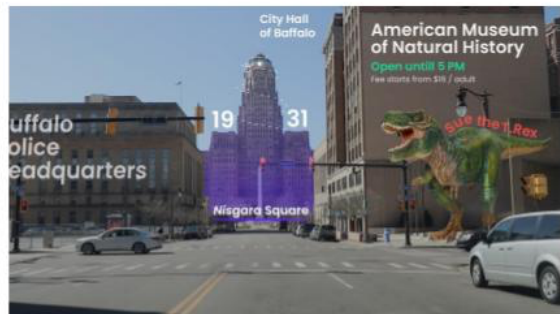 City Hall
of Baffalo
American Museum
of Natural History
Open untill 5 PM
Fee starts from $18 / adult
19 31
Sue the T.Rex
uffalo
olice
eadquarters
Nisgara Square